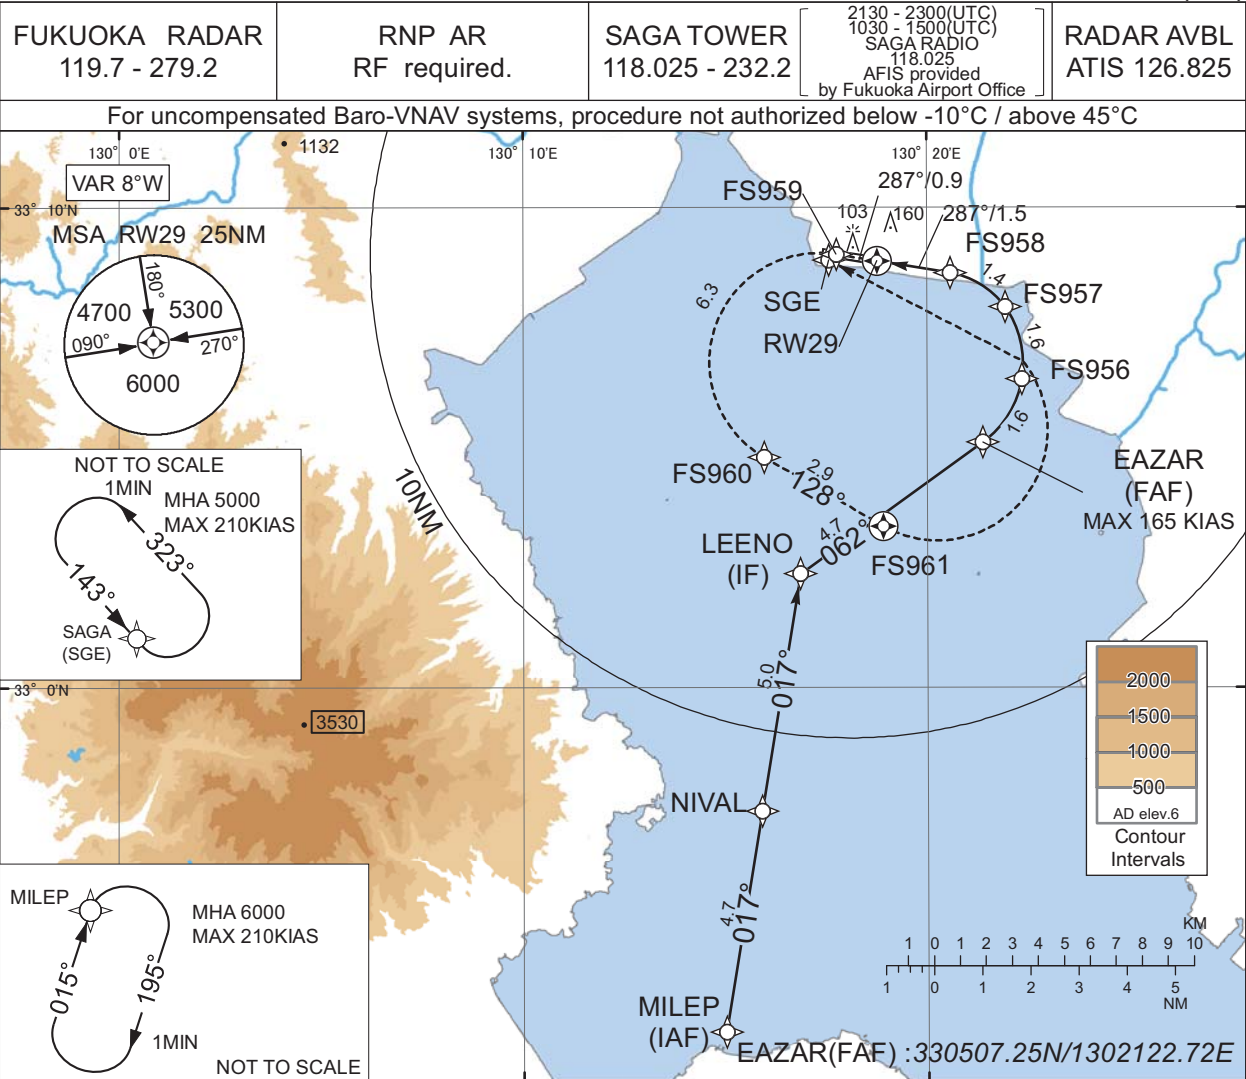 FUKUOKA RADAR
119.7 - 279.2
RNP AR
RF required.
SAGA TOWER
118.025 - 232.2
2130 - 2300(UTC)
1030 - 1500(UTC)
SAGA RADIO
118.025
AFIS provided
by Fukuoka Airport Office
RADAR AVBL
ATIS 126.825
For uncompensated Baro-VNAV systems, procedure not authorized below -10°C / above 45°C
130° 0'E
1132
130° 10'E
130° 20'E
VAR 8°W
33° 10'N
MSA RW29 25NM
180°
4700
5300
090°
270°
6000
FS959
287°/0.9
103
160
287°/1.5
FS958
1.4
FS957
1.6
FS956
1.6
6.3
SGE
RW29
EAZAR
(FAF)
MAX 165 KIAS
FS960
2.9
128°
4.7
062°
FS961
LEENO
(IF)
10NM
NOT TO SCALE
1MIN
MHA 5000
MAX 210KIAS
323°
143°
SAGA
(SGE)
33° 0'N
3530
5.0
017°
NIVAL
4.7
017°
MILEP
(IAF)
2000
1500
1000
500
AD elev.6
Contour
Intervals
MILEP
MHA 6000
MAX 210KIAS
015°
195°
1MIN
NOT TO SCALE
KM
1 0 1 2 3 4 5 6 7 8 9 10
1 0 1 2 3 4 5
NM
EAZAR(FAF) :330507.25N/1302122.72E